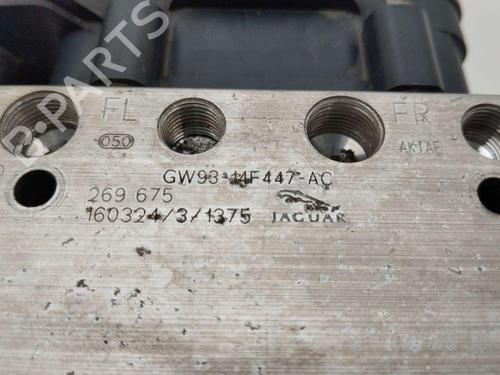 B-PARTS
FL
FR
050
AKTAE
GW93-14F447-AC
269 675
160324/3/1375
JAGUAR